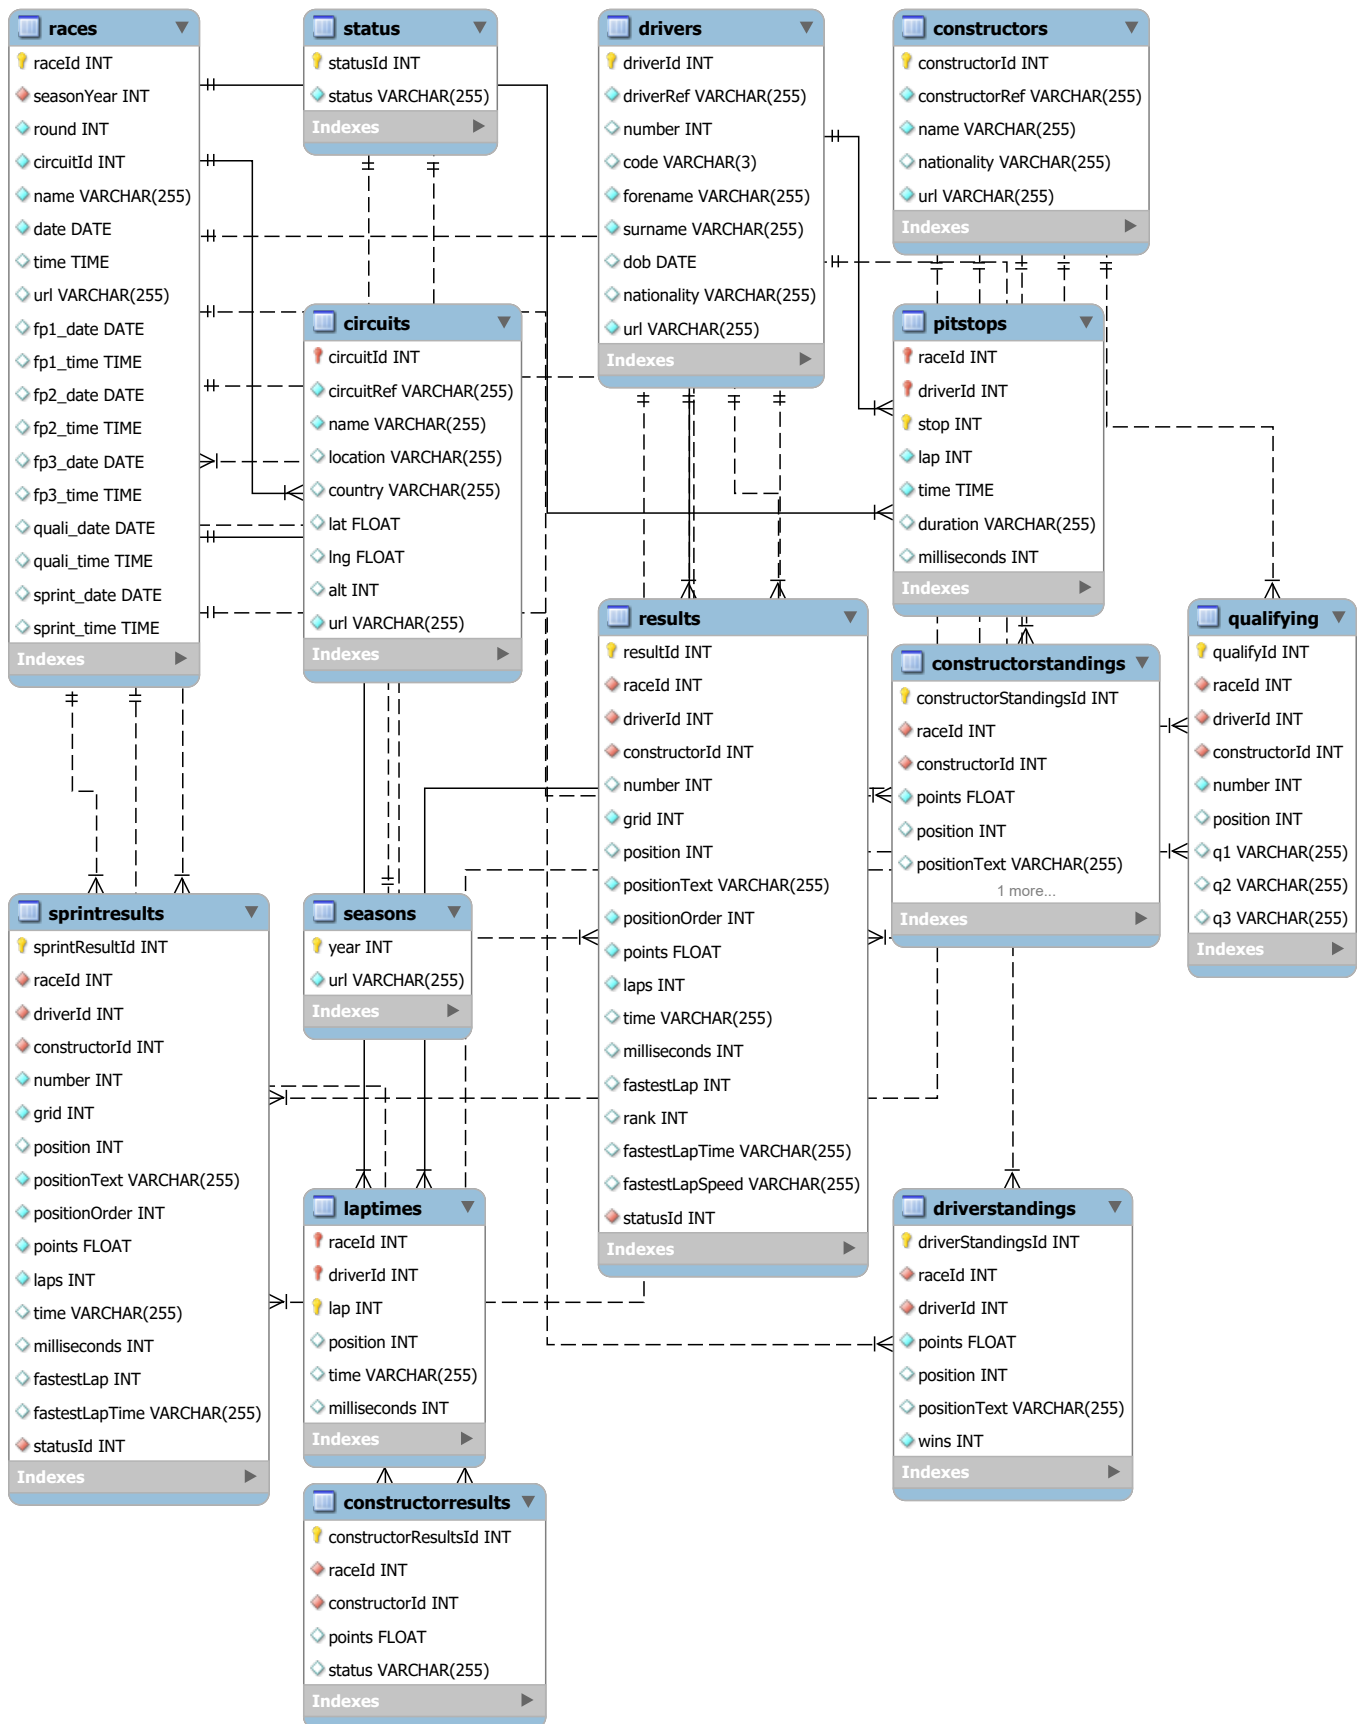 races
raceId INT
seasonYear INT
round INT
circuitId INT
name VARCHAR(255)
date DATE
time TIME
url VARCHAR(255)
fp1_date DATE
fp1_time TIME
fp2_date DATE
fp2_time TIME
fp3_date DATE
fp3_time TIME
quali_date DATE
quali_time TIME
sprint_date DATE
sprint_time TIME
Indexes
status
statusId INT
status VARCHAR(255)
Indexes
drivers
driverId INT
driverRef VARCHAR(255)
number INT
code VARCHAR(3)
forename VARCHAR(255)
surname VARCHAR(255)
dob DATE
nationality VARCHAR(255)
url VARCHAR(255)
Indexes
constructors
constructorId INT
constructorRef VARCHAR(255)
name VARCHAR(255)
nationality VARCHAR(255)
url VARCHAR(255)
Indexes
circuits
circuitId INT
circuitRef VARCHAR(255)
name VARCHAR(255)
location VARCHAR(255)
country VARCHAR(255)
lat FLOAT
lng FLOAT
alt INT
url VARCHAR(255)
Indexes
pitstops
raceId INT
driverId INT
stop INT
lap INT
time TIME
duration VARCHAR(255)
milliseconds INT
Indexes
results
resultId INT
raceId INT
driverId INT
constructorId INT
number INT
grid INT
position INT
positionText VARCHAR(255)
positionOrder INT
points FLOAT
laps INT
time VARCHAR(255)
milliseconds INT
fastestLap INT
rank INT
fastestLapTime VARCHAR(255)
fastestLapSpeed VARCHAR(255)
statusId INT
Indexes
constructorstandings
constructorStandingsId INT
raceId INT
constructorId INT
points FLOAT
position INT
positionText VARCHAR(255)
1 more...
Indexes
qualifying
qualifyId INT
raceId INT
driverId INT
constructorId INT
number INT
position INT
q1 VARCHAR(255)
q2 VARCHAR(255)
q3 VARCHAR(255)
Indexes
sprintresults
sprintResultId INT
raceId INT
driverId INT
constructorId INT
number INT
grid INT
position INT
positionText VARCHAR(255)
positionOrder INT
points FLOAT
laps INT
time VARCHAR(255)
milliseconds INT
fastestLap INT
fastestLapTime VARCHAR(255)
statusId INT
Indexes
seasons
year INT
url VARCHAR(255)
Indexes
laptimes
raceId INT
driverId INT
lap INT
position INT
time VARCHAR(255)
milliseconds INT
Indexes
driverstandings
driverStandingsId INT
raceId INT
driverId INT
points FLOAT
position INT
positionText VARCHAR(255)
wins INT
Indexes
constructorresults
constructorResultsId INT
raceId INT
constructorId INT
points FLOAT
status VARCHAR(255)
Indexes